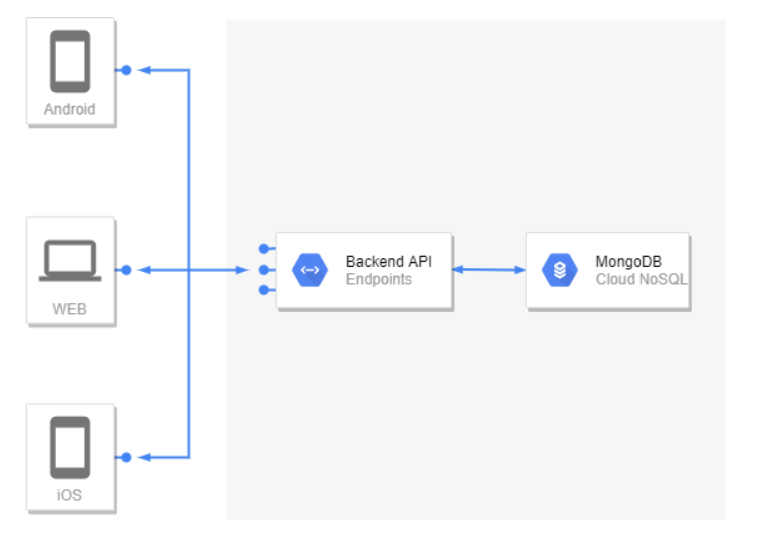 Android
WEB
iOS
Backend API
Endpoints
MongoDB
Cloud NoSQL